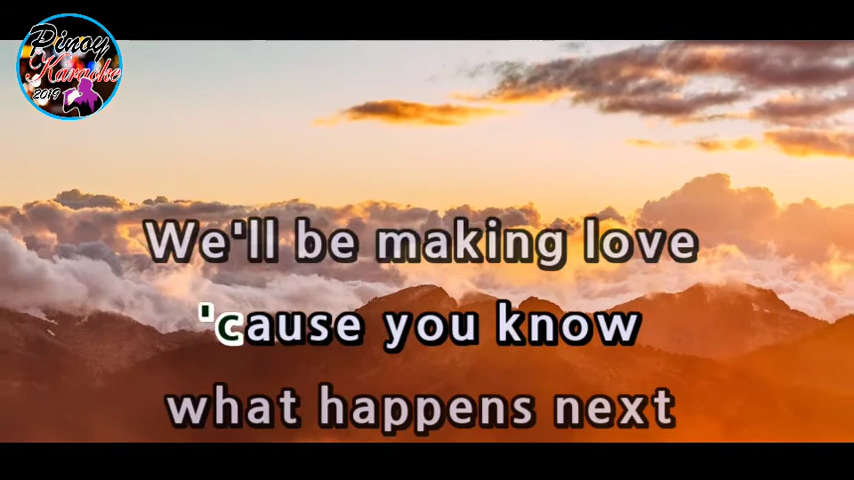 Pinoy
Karaoke
2019
We'll be making love
'cause you know
what happens next